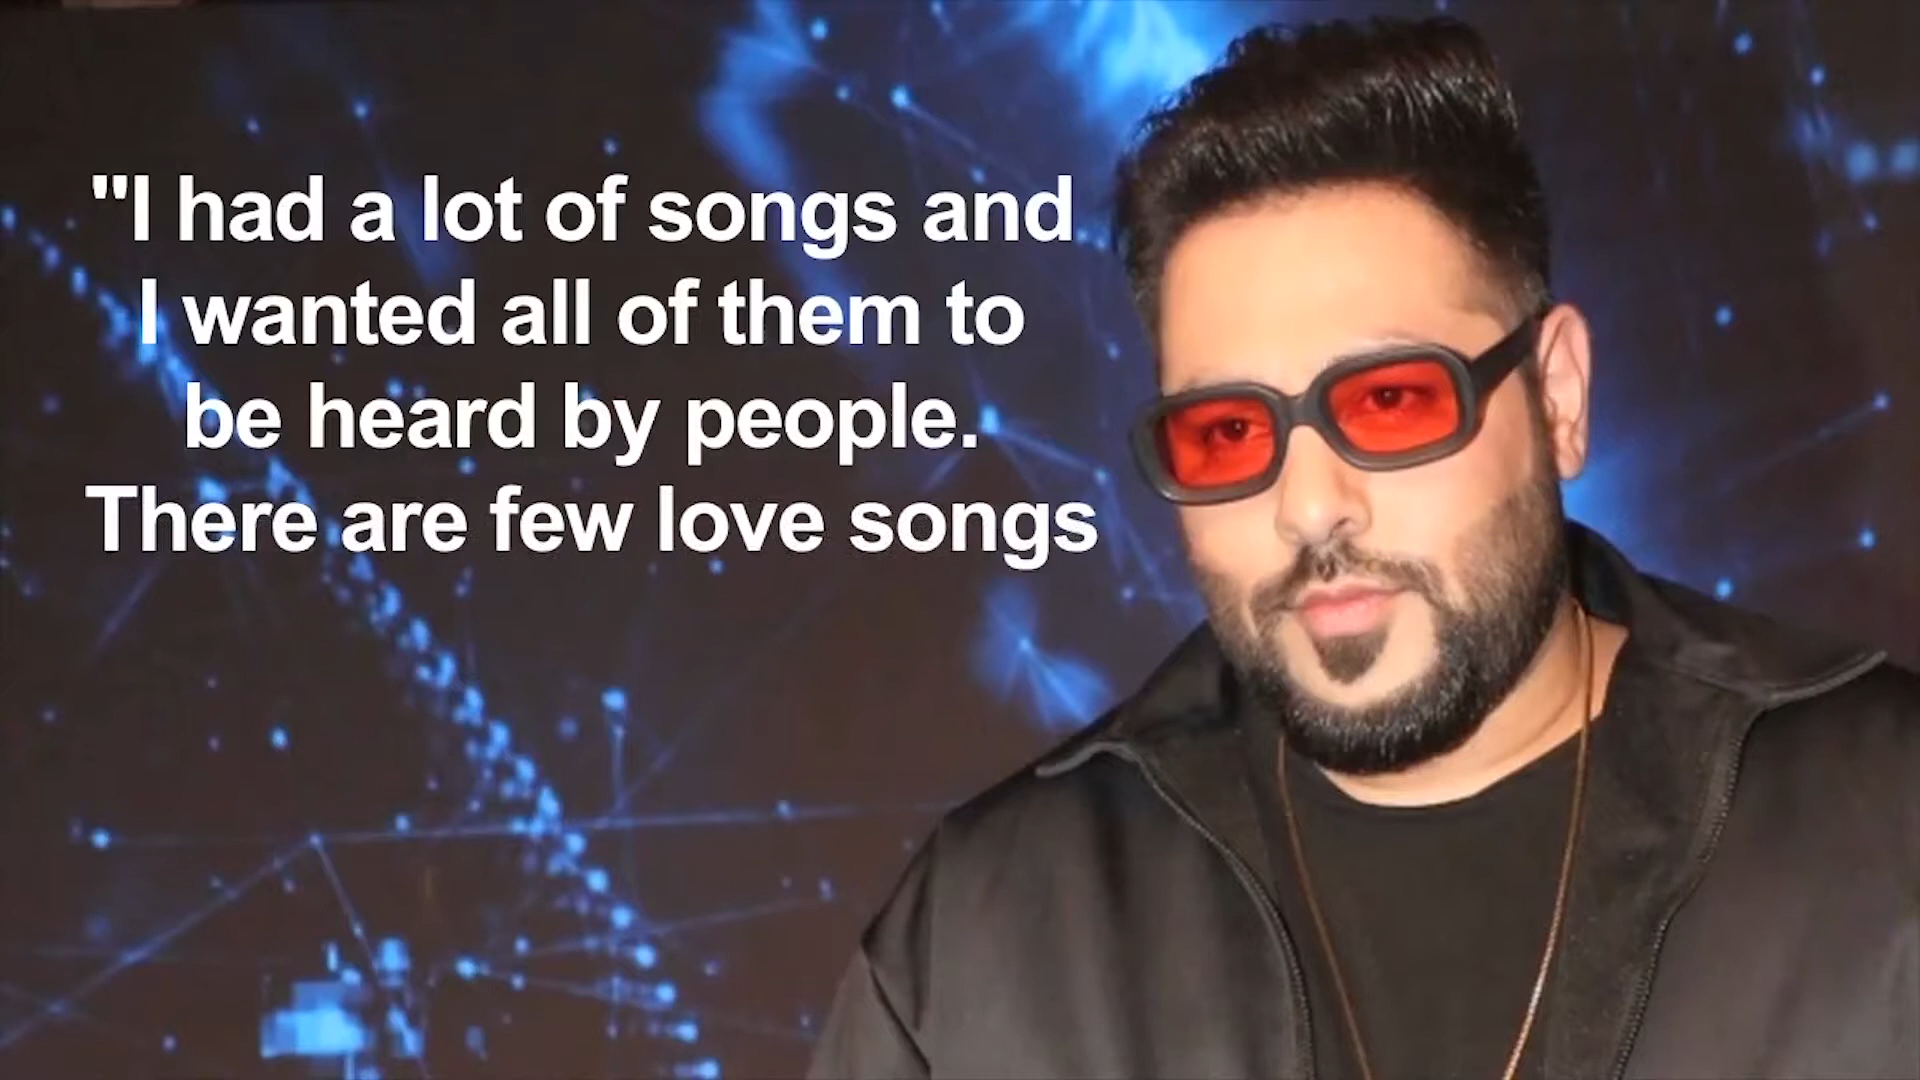 "I had a lot of songs and
I wanted all of them to
be heard by people.
There are few love songs